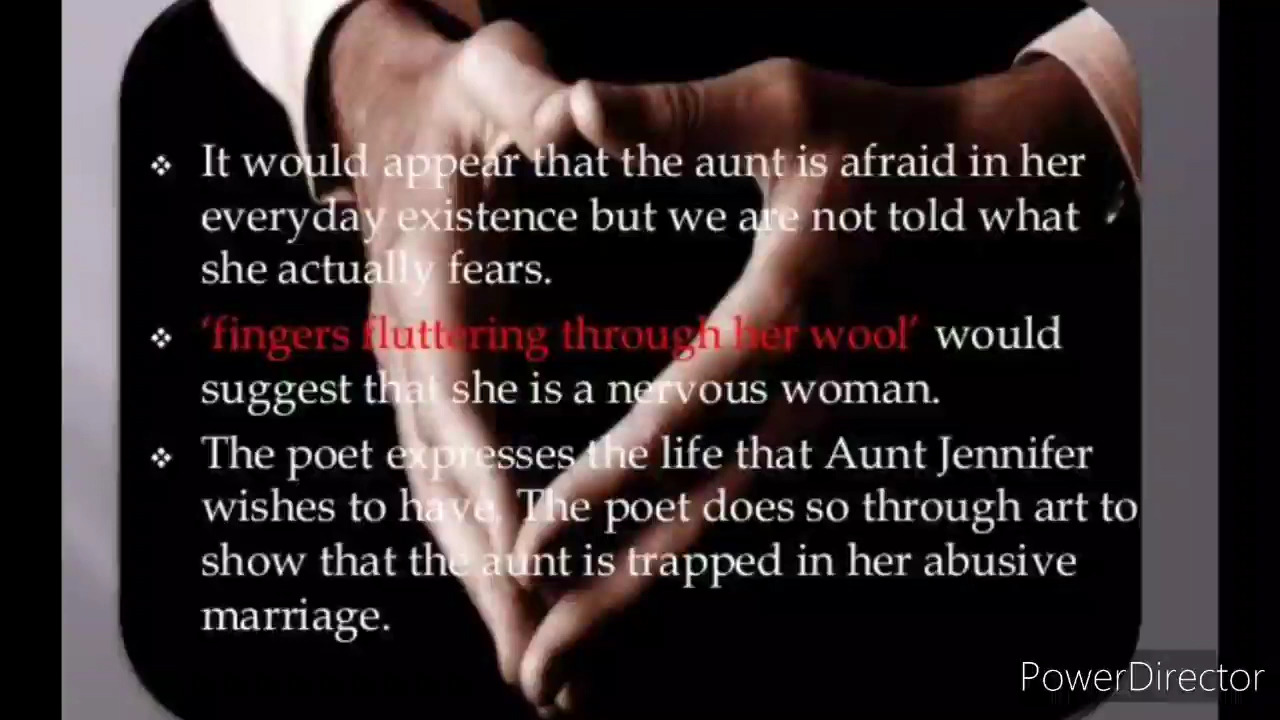 ❖ It would appear that the aunt is afraid in her
everyday existence but we are not told what
she actually fears.
❖ ‘fingers fluttering through her wool’ would
suggest that she is a nervous woman.
❖ The poet expresses the life that Aunt Jennifer
wishes to have. The poet does so through art to
show that the aunt is trapped in her abusive
marriage.
PowerDirector